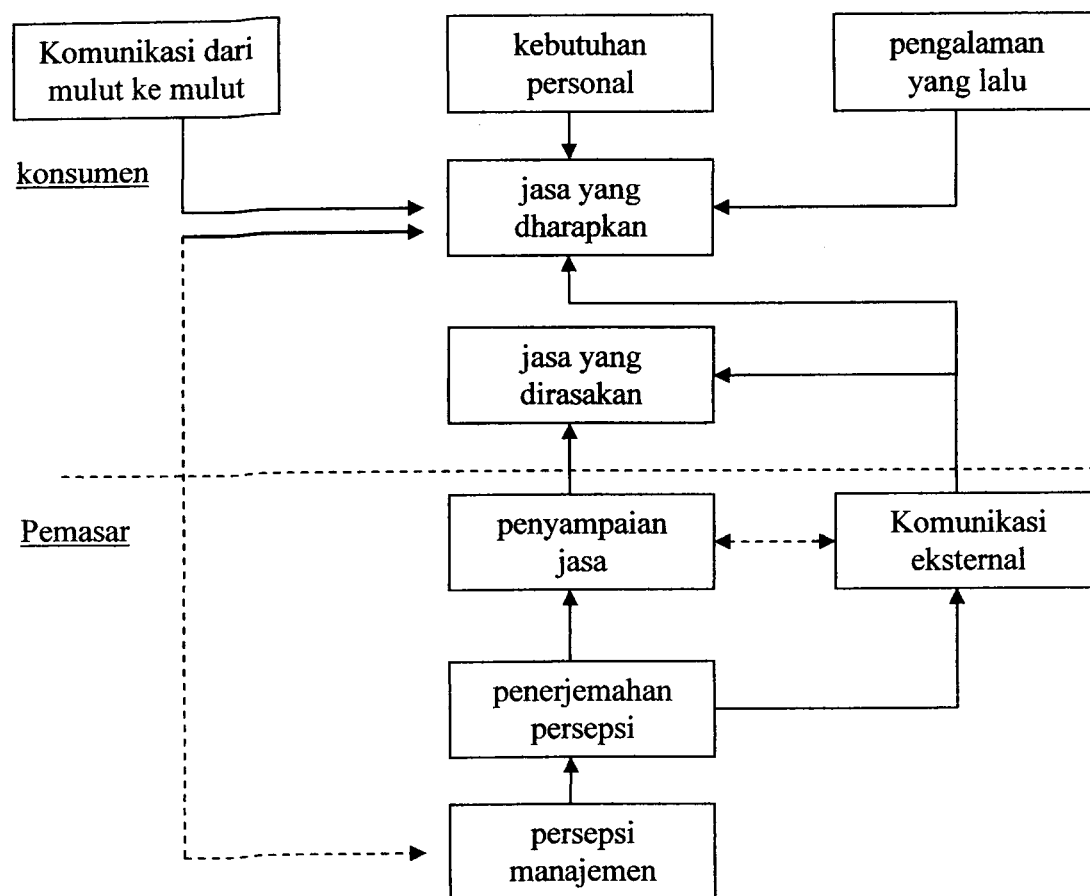 Komunikasi dari
mulut ke mulut
kebutuhan
personal
pengalaman
yang lalu
konsumen
jasa yang
dharapkan
jasa yang
dirasakan
Pemasar
penyampaian
jasa
Komunikasi
eksternal
penerjemahan
persepsi
persepsi
manajemen